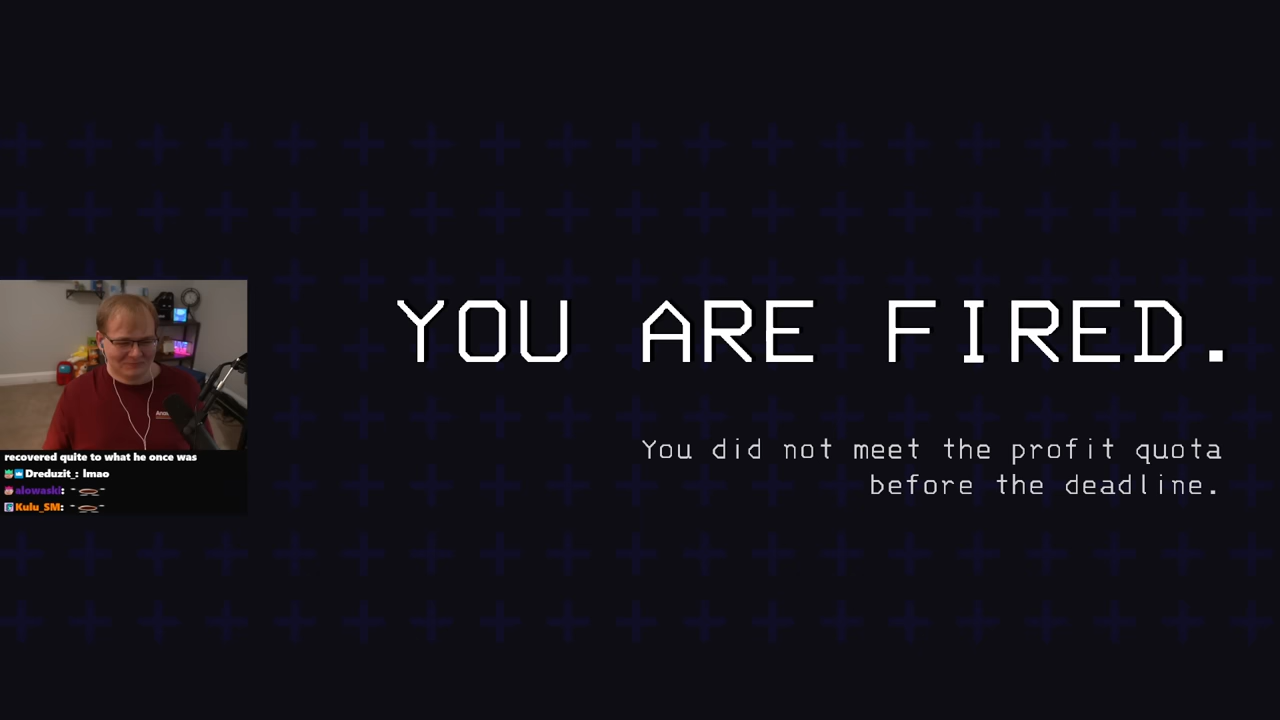 YOU ARE FIRED.
You did not meet the profit quota
before the deadline.
recovered quite to what he once was
Dreduzit_: lmao
alowaski:
Kulu_SM: